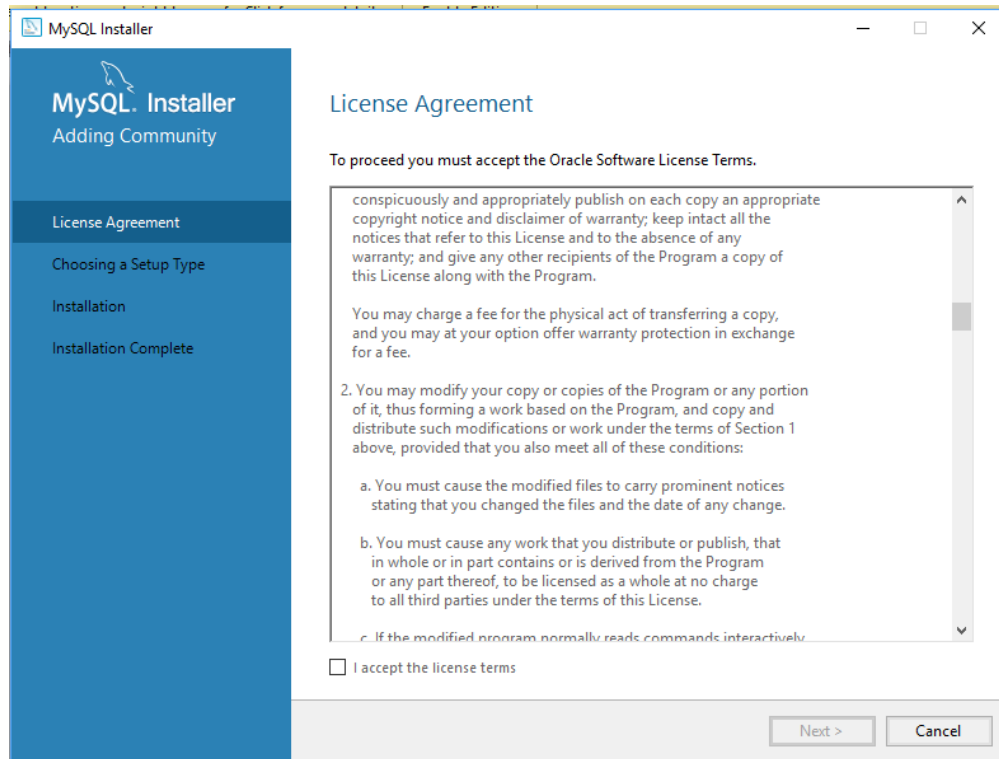 MySQL Installer
MySQL. Installer
Adding Community
License Agreement
Choosing a Setup Type
Installation
Installation Complete
License Agreement
To proceed you must accept the Oracle Software License Terms.
conspicuously and appropriately publish on each copy an appropriate
copyright notice and disclaimer of warranty; keep intact all the
notices that refer to this License and to the absence of any
warranty; and give any other recipients of the Program a copy of
this License along with the Program.
You may charge a fee for the physical act of transferring a copy,
and you may at your option offer warranty protection in exchange
for a fee.
2. You may modify your copy or copies of the Program or any portion
of it, thus forming a work based on the Program, and copy and
distribute such modifications or work under the terms of Section 1
above, provided that you also meet all of these conditions:
a. You must cause the modified files to carry prominent notices
stating that you changed the files and the date of any change.
b. You must cause any work that you distribute or publish, that
in whole or in part contains or is derived from the Program
or any part thereof, to be licensed as a whole at no charge
to all third parties under the terms of this License.
c. If the modified program normally reads commands interactively
I accept the license terms
Next >
Cancel